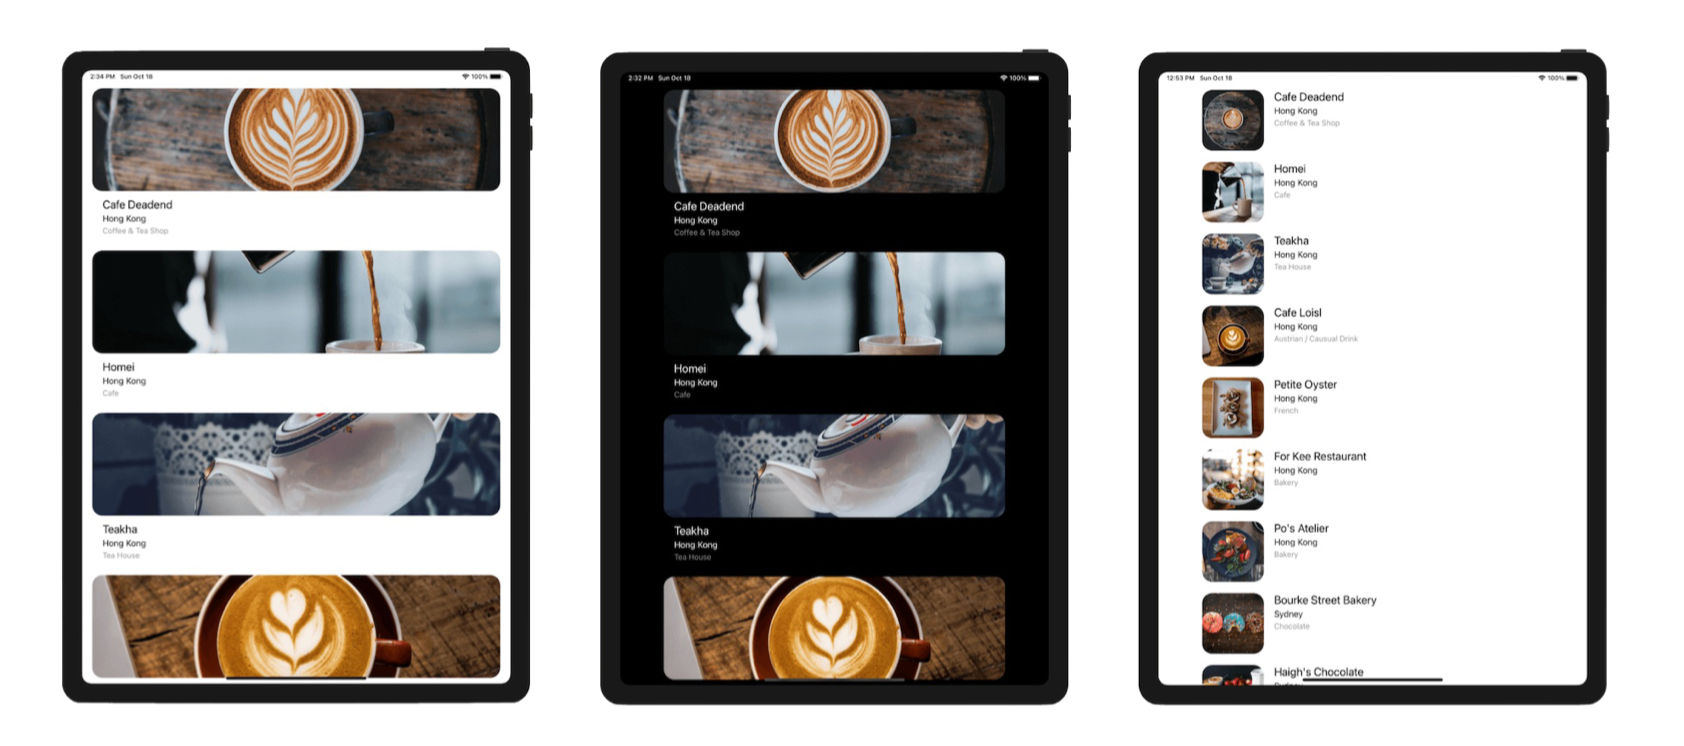 2:34 PM Sun Oct 18
100%
Cafe Deadend
Hong Kong
Coffee & Tea Shop
Homei
Hong Kong
Cafe
Teakha
Hong Kong
Tea House
2:32 PM Sun Oct 18
100%
Cafe Deadend
Hong Kong
Coffee & Tea Shop
Homei
Hong Kong
Cafe
Teakha
Hong Kong
Tea House
12:53 PM Sun Oct 18
100%
Cafe Deadend
Hong Kong
Coffee & Tea Shop
Homei
Hong Kong
Cafe
Teakha
Hong Kong
Tea House
Cafe Loisl
Hong Kong
Austrian / Causual Drink
Petite Oyster
Hong Kong
French
For Kee Restaurant
Hong Kong
Bakery
Po's Atelier
Hong Kong
Bakery
Bourke Street Bakery
Sydney
Chocolate
Haigh's Chocolate